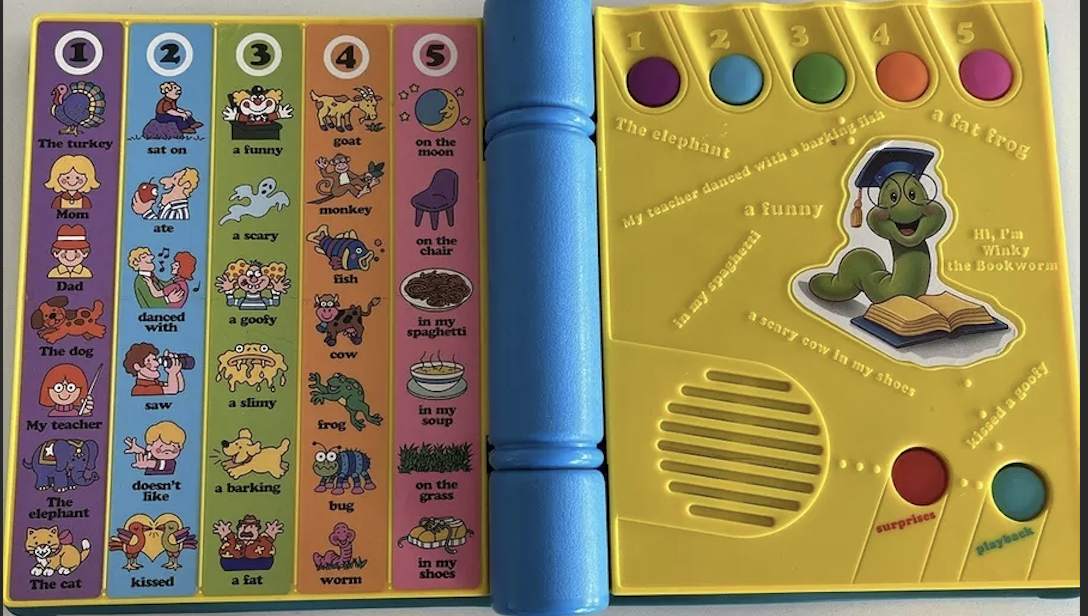 1
2
3
4
5
The turkey
Mom
Dad
The dog
My teacher
The
elephant
The cat
sat on
ate
danced
with
saw
doesn't
like
kissed
a funny
a scary
a goofy
a slimy
a barking
a fat
goat
monkey
fish
cow
frog
bug
worm
on the
moon
on the
chair
in my
spaghetti
in my
soup
on the
grass
in my
shoes
1
2
3
4
5
The elephant
My teacher danced with a barking fish
a fat frog
a funny
Hi, I'm
Winky
the Bookworm
in my spaghetti
a scary cow in my shoes
kissed a goofy
surprises
playback